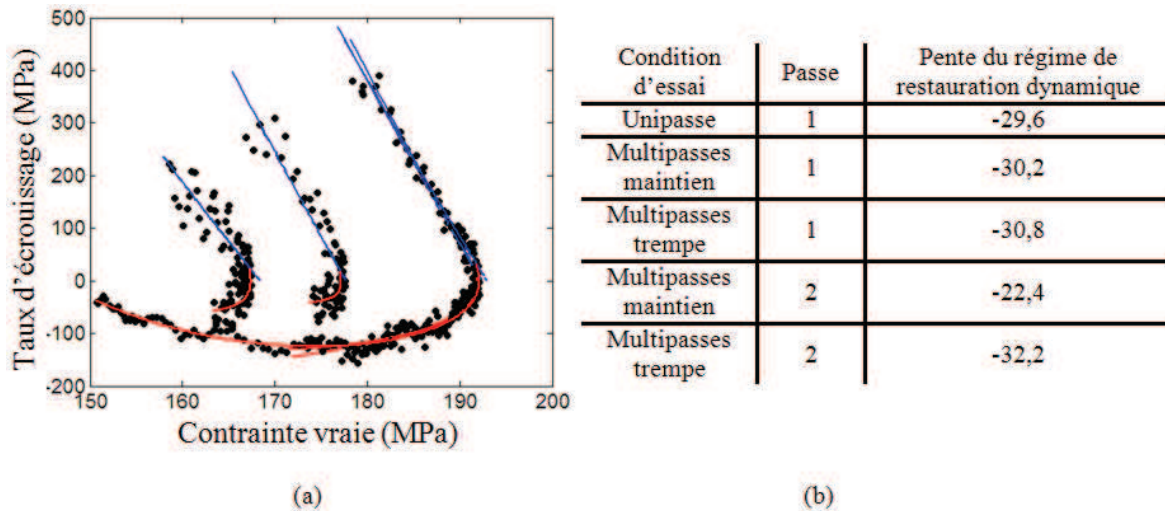 500
400
300
200
100
0
-100
-200
150
160
170
180
190
200
Taux d'écrouissage (MPa)
Contrainte vraie (MPa)
(a)
Condition
d'essai
Passe
Pente du régime de
restauration dynamique
Unipasse
1
-29,6
Multipasses
maintien
1
-30,2
Multipasses
trempe
1
-30,8
Multipasses
maintien
2
-22,4
Multipasses
trempe
2
-32,2
(b)